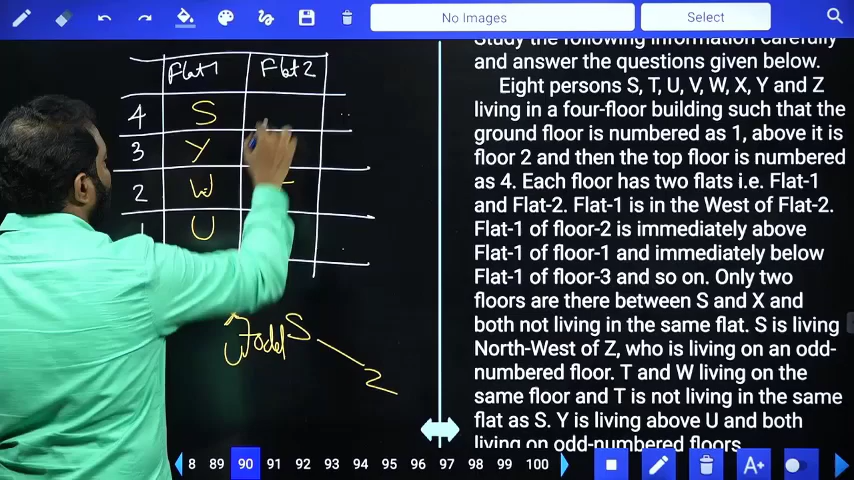 No Images
Select
Flat 1 Flat 2
4 S
3 Y
2 W
U
S
Z
Study the following information carefully
and answer the questions given below.
Eight persons S, T, U, V, W, X, Y and Z
living in a four-floor building such that the
ground floor is numbered as 1, above it is
floor 2 and then the top floor is numbered
as 4. Each floor has two flats i.e. Flat-1
and Flat-2. Flat-1 is in the West of Flat-2.
Flat-1 of floor-2 is immediately above
Flat-1 of floor-1 and immediately below
Flat-1 of floor-3 and so on. Only two
floors are there between S and X and
both not living in the same flat. S is living
North-West of Z, who is living on an odd-
numbered floor. T and W living on the
same floor and T is not living in the same
flat as S. Y is living above U and both
living on odd-numbered floors
8 89 90 91 92 93 94 95 96 97 98 99 100
A+